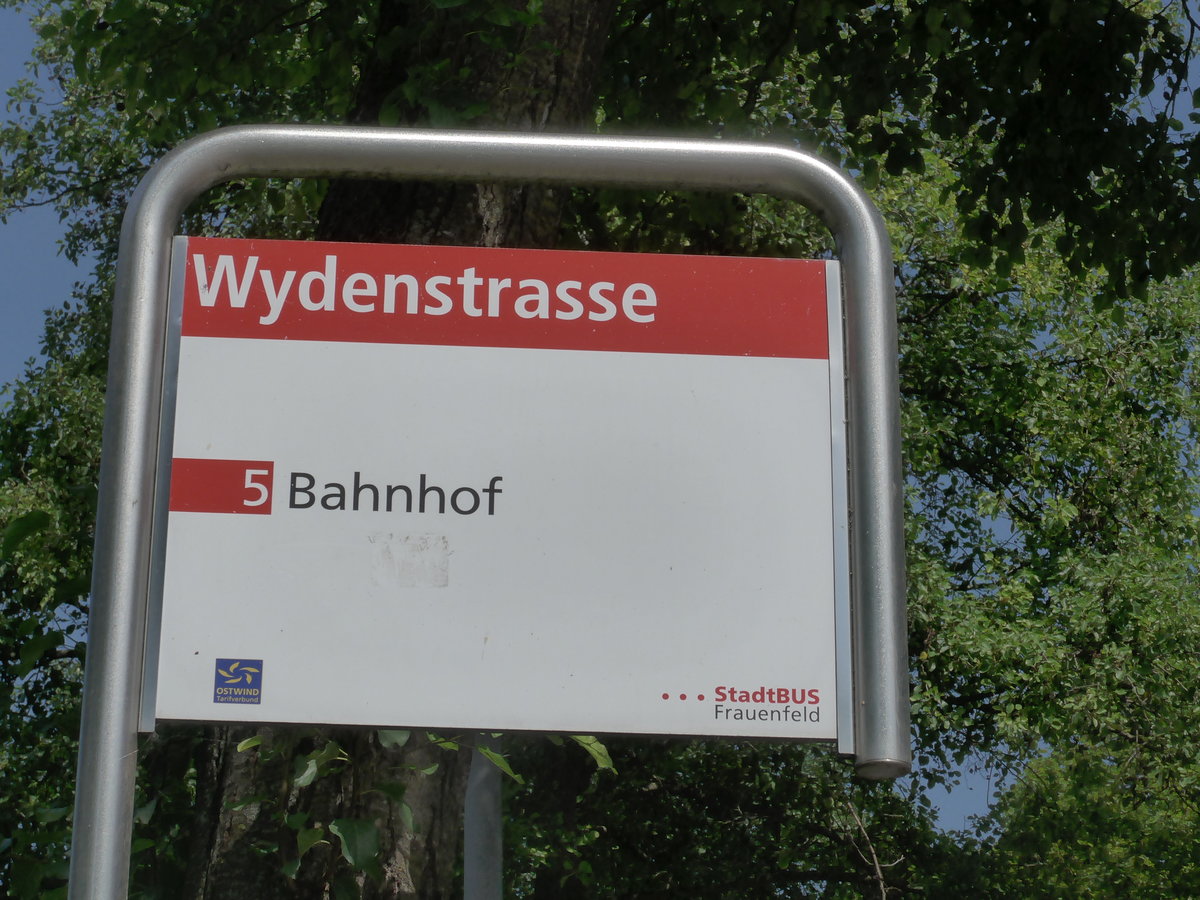 Wydenstrasse
5 Bahnhof
OSTWIND
Tarifverbund
StadtBUS
Frauenfeld